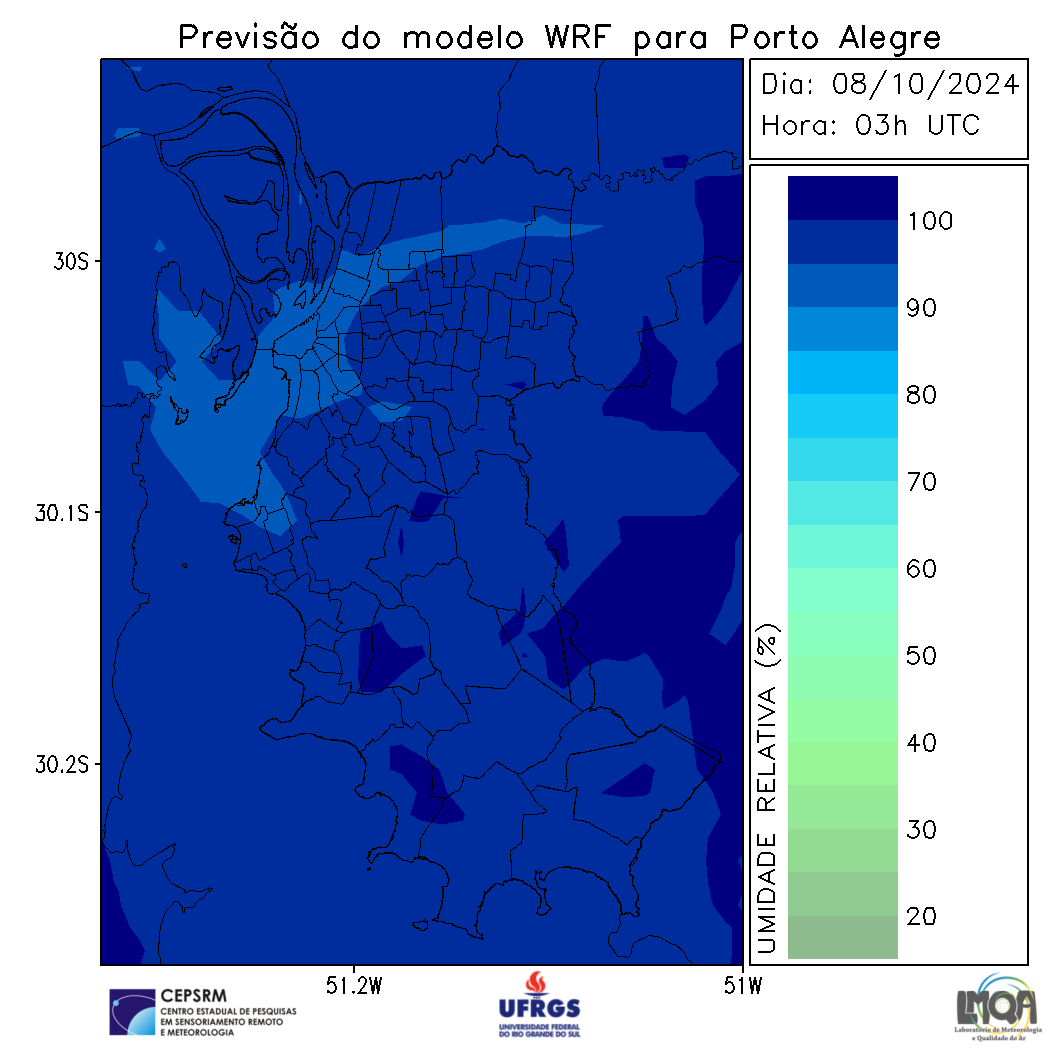 Previsão do modelo WRF para Porto Alegre
Dia: 08/10/2024
Hora: 03h UTC
100
90
80
70
60
50
40
30
20
UMIDADE RELATIVA (%)
30S
30.1S
30.2S
51.2W
51W
CEPSRM
CENTRO ESTADUAL DE PESQUISAS
EM SENSORIAMENTO REMOTO
E METEOROLOGIA
UFRGS
UNIVERSIDADE FEDERAL
DO RIO GRANDE DO SUL
LMQA
Laboratório de Meteorologia
e Qualidade do Ar